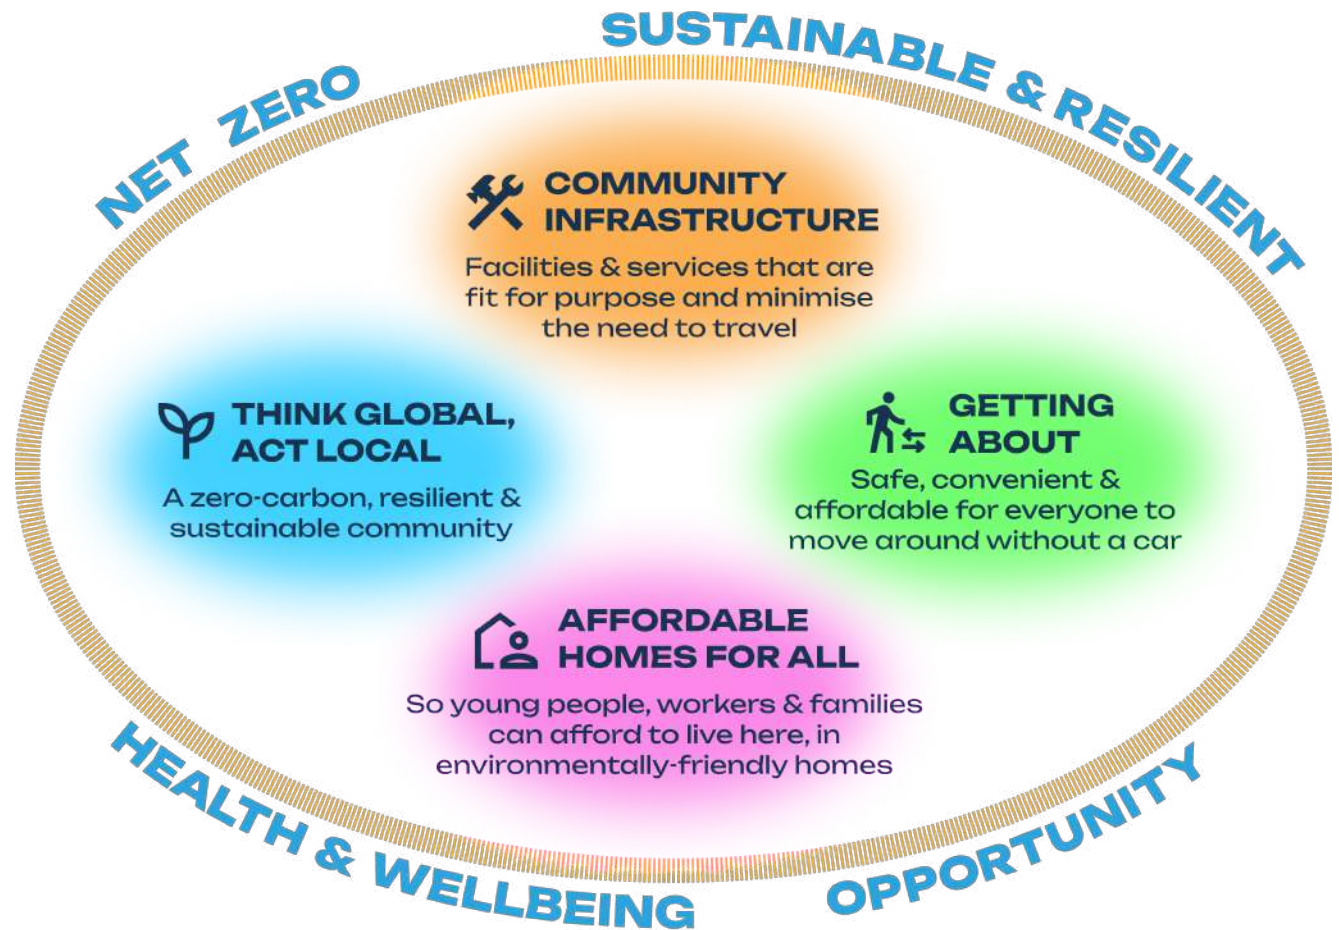 NET ZERO
SUSTAINABLE & RESILIENT
COMMUNITY
INFRASTRUCTURE
Facilities & services that are
fit for purpose and minimise
the need to travel
THINK GLOBAL,
ACT LOCAL
A zero-carbon, resilient &
sustainable community
GETTING
ABOUT
Safe, convenient &
affordable for everyone to
move around without a car
AFFORDABLE
HOMES FOR ALL
So young people, workers & families
can afford to live here, in
environmentally-friendly homes
HEALTH & WELLBEING
OPPORTUNITY